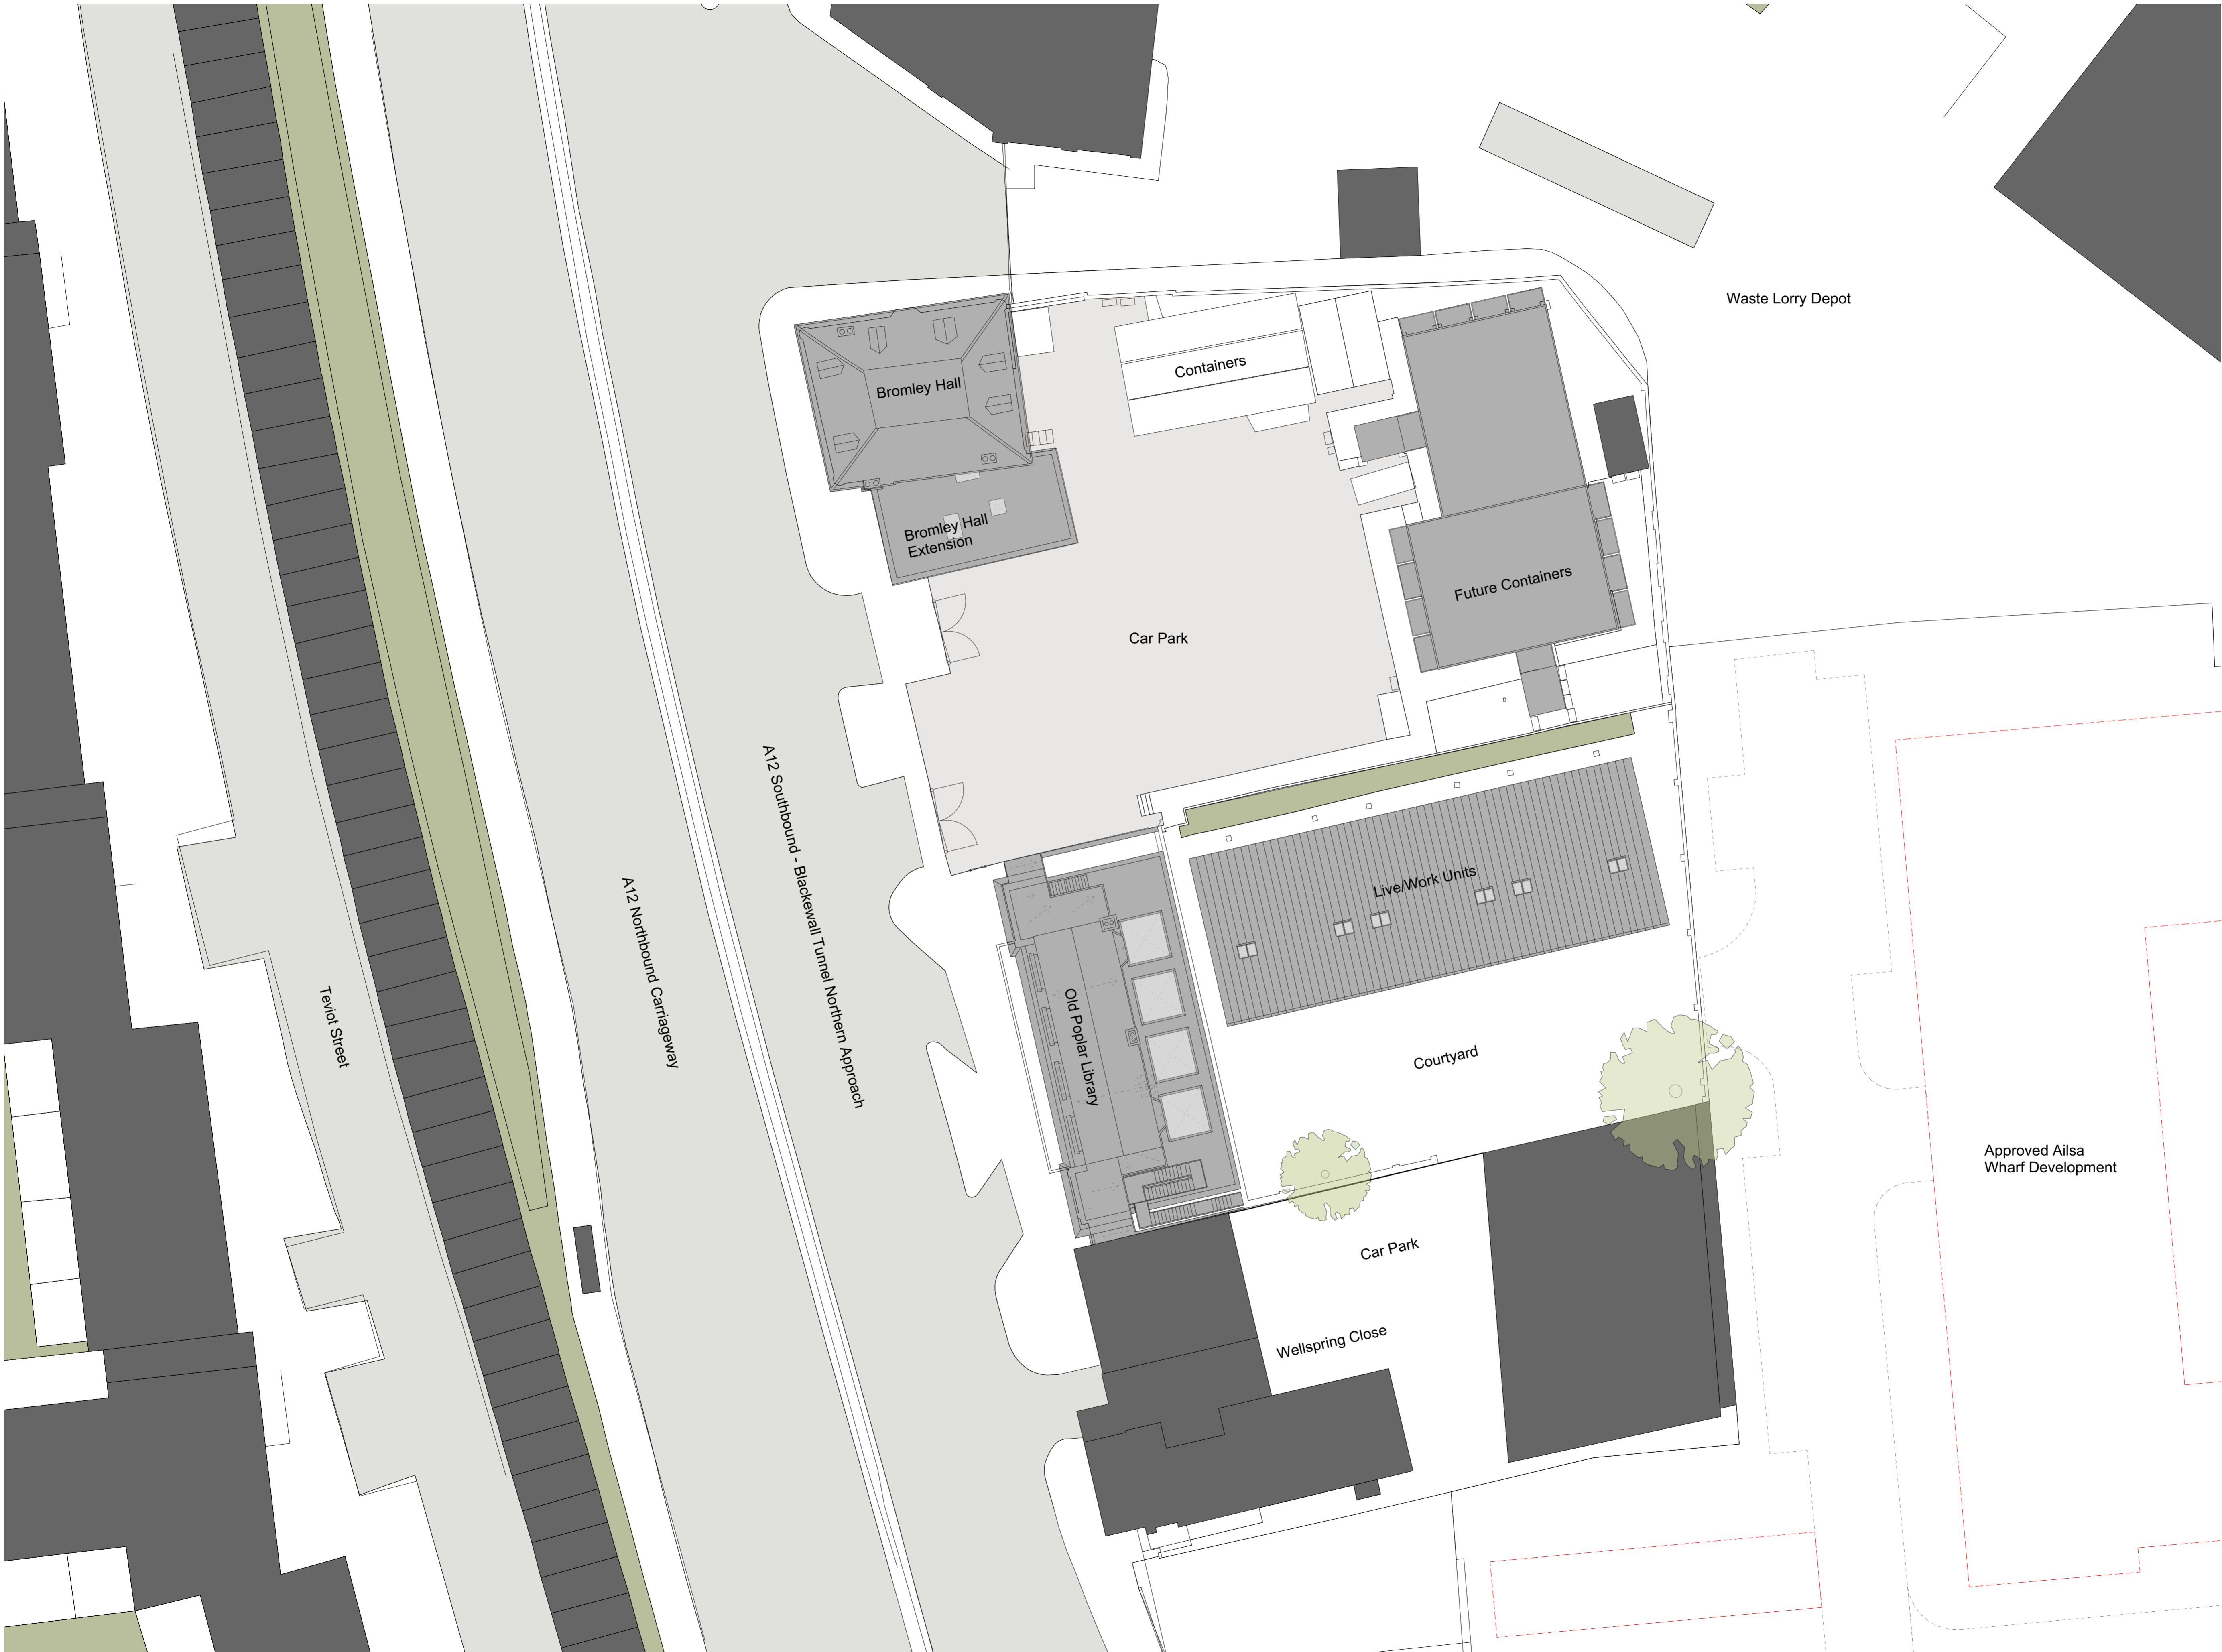 Waste Lorry Depot
Containers
Bromley Hall
Bromley Hall
Extension
Future Containers
Car Park
A12 Southbound - Blackewall Tunnel Northern Approach
A12 Northbound Carriageway
Live/Work Units
Teviot Street
Old Poplar Library
Courtyard
Approved Ailsa
Wharf Development
Car Park
Wellspring Close